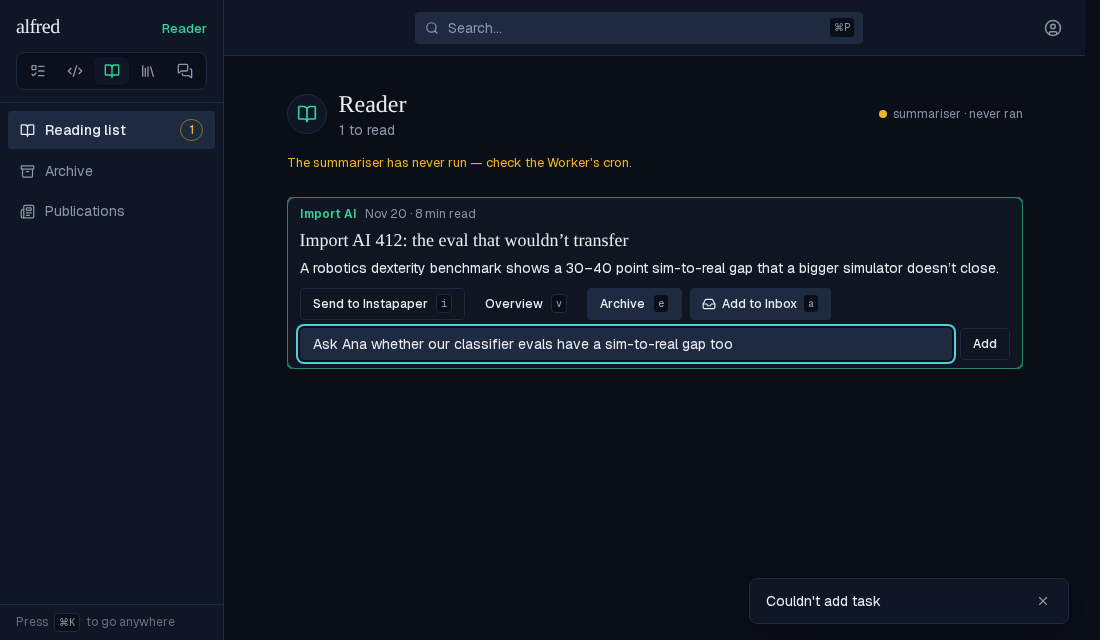 alfred
Reader
Search...
⌘P
Reading list
1
Archive
Publications
Reader
1 to read
summariser · never ran
The summariser has never run — check the Worker's cron.
Import AI Nov 20 · 8 min read
Import AI 412: the eval that wouldn’t transfer
A robotics dexterity benchmark shows a 30–40 point sim-to-real gap that a bigger simulator doesn’t close.
Send to Instapaper i Overview v Archive e Add to Inbox a
Ask Ana whether our classifier evals have a sim-to-real gap too
Add
Couldn't add task
Press ⌘K to go anywhere